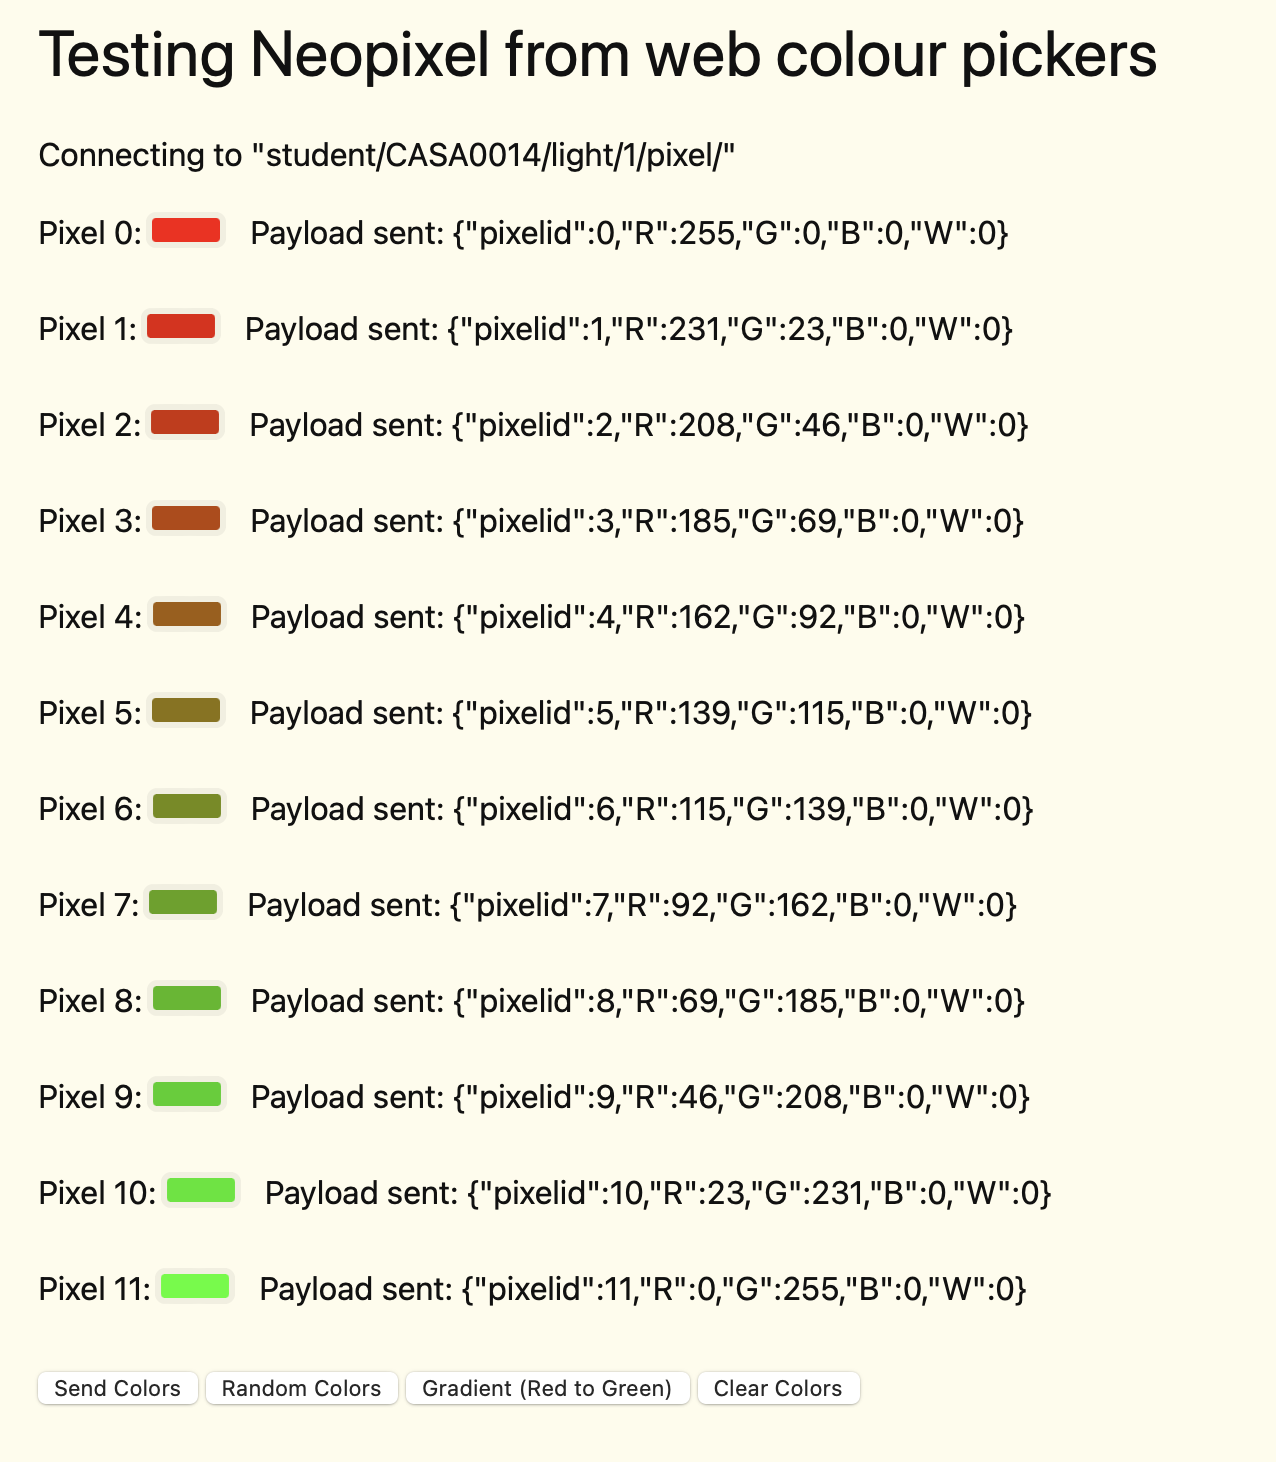 Testing Neopixel from web colour pickers
Connecting to "student/CASA0014/light/1/pixel/"
Pixel 0: Payload sent: {"pixelid":0,"R":255,"G":0,"B":0,"W":0}
Pixel 1: Payload sent: {"pixelid":1,"R":231,"G":23,"B":0,"W":0}
Pixel 2: Payload sent: {"pixelid":2,"R":208,"G":46,"B":0,"W":0}
Pixel 3: Payload sent: {"pixelid":3,"R":185,"G":69,"B":0,"W":0}
Pixel 4: Payload sent: {"pixelid":4,"R":162,"G":92,"B":0,"W":0}
Pixel 5: Payload sent: {"pixelid":5,"R":139,"G":115,"B":0,"W":0}
Pixel 6: Payload sent: {"pixelid":6,"R":115,"G":139,"B":0,"W":0}
Pixel 7: Payload sent: {"pixelid":7,"R":92,"G":162,"B":0,"W":0}
Pixel 8: Payload sent: {"pixelid":8,"R":69,"G":185,"B":0,"W":0}
Pixel 9: Payload sent: {"pixelid":9,"R":46,"G":208,"B":0,"W":0}
Pixel 10: Payload sent: {"pixelid":10,"R":23,"G":231,"B":0,"W":0}
Pixel 11: Payload sent: {"pixelid":11,"R":0,"G":255,"B":0,"W":0}
Send Colors Random Colors Gradient (Red to Green) Clear Colors